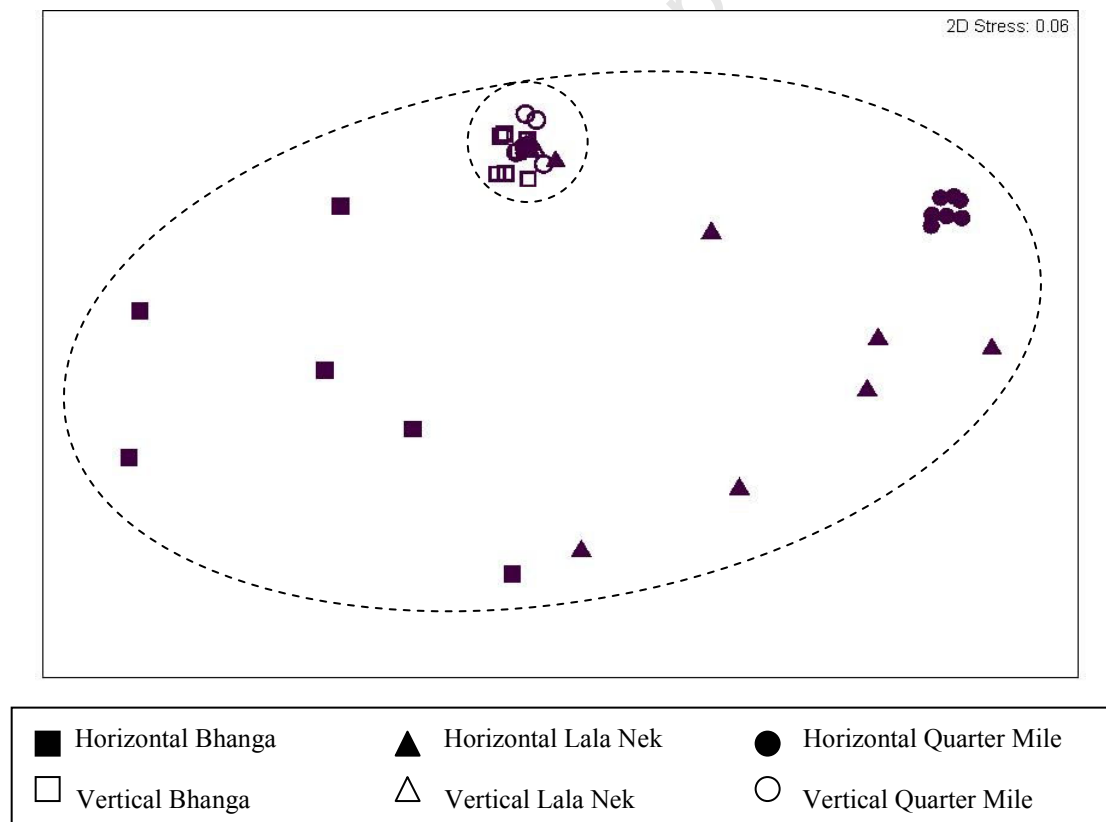 2D Stress: 0.06
Horizontal Bhanga
Horizontal Lala Nek
Horizontal Quarter Mile
Vertical Bhanga
Vertical Lala Nek
Vertical Quarter Mile